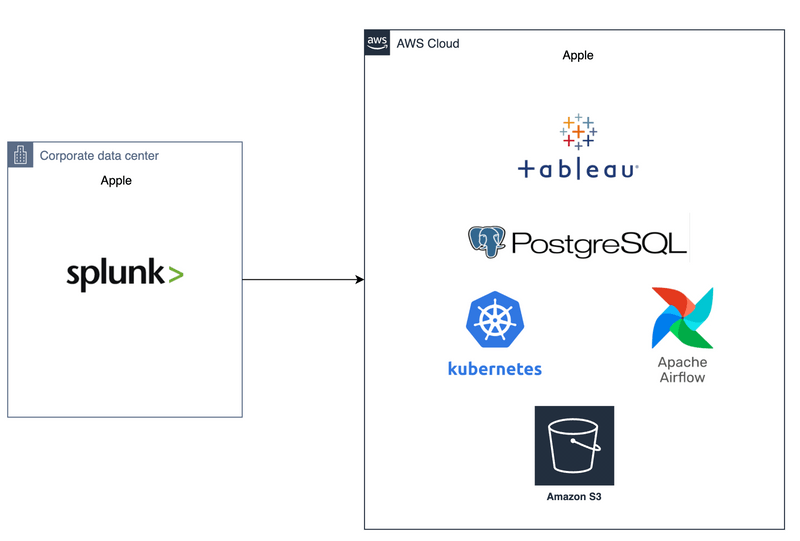 Corporate data center
Apple
splunk>
aws
AWS Cloud
Apple
+ableau
PostgreSQL
kubernetes
Apache
Airflow
Amazon S3